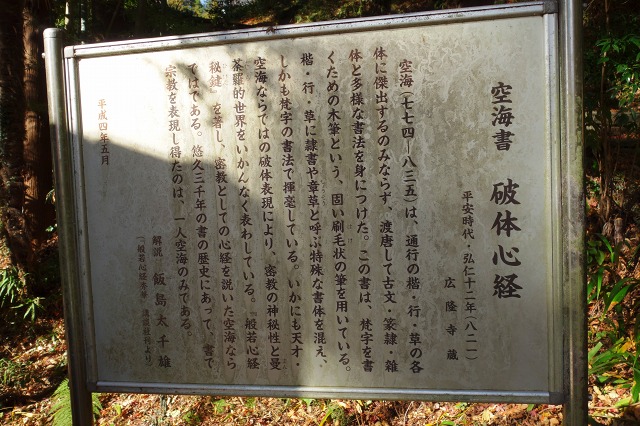 空海書 破体心経
平安時代・弘仁十二年(八二一)
広隆寺蔵
空海(七七四―八三五)は、通行の楷・行・草の各
体に傑出するのみならず、渡唐して古文・篆隷・雑
体と多様な書法を身につけた。この書は、梵字を書
くための木筆という、固い刷毛状の筆を用いている。
楷・行・草に隷書や章草と呼ぶ特殊な書体を混え、
しかも梵字の書法で揮毫している。いかにも天才・
空海ならではの破体表現により、密教の神秘性と曼
荼羅的世界をいかんなく表わしている。『般若心経
秘鍵』を著し、密教としての心経を説いた空海なら
ではである。悠久三千年の書の歴史にあって、書で
宗教を表現し得たのは、一人空海のみである。
解説 飯島太千雄
(「般若心経 講談社科より)
平成四年五月